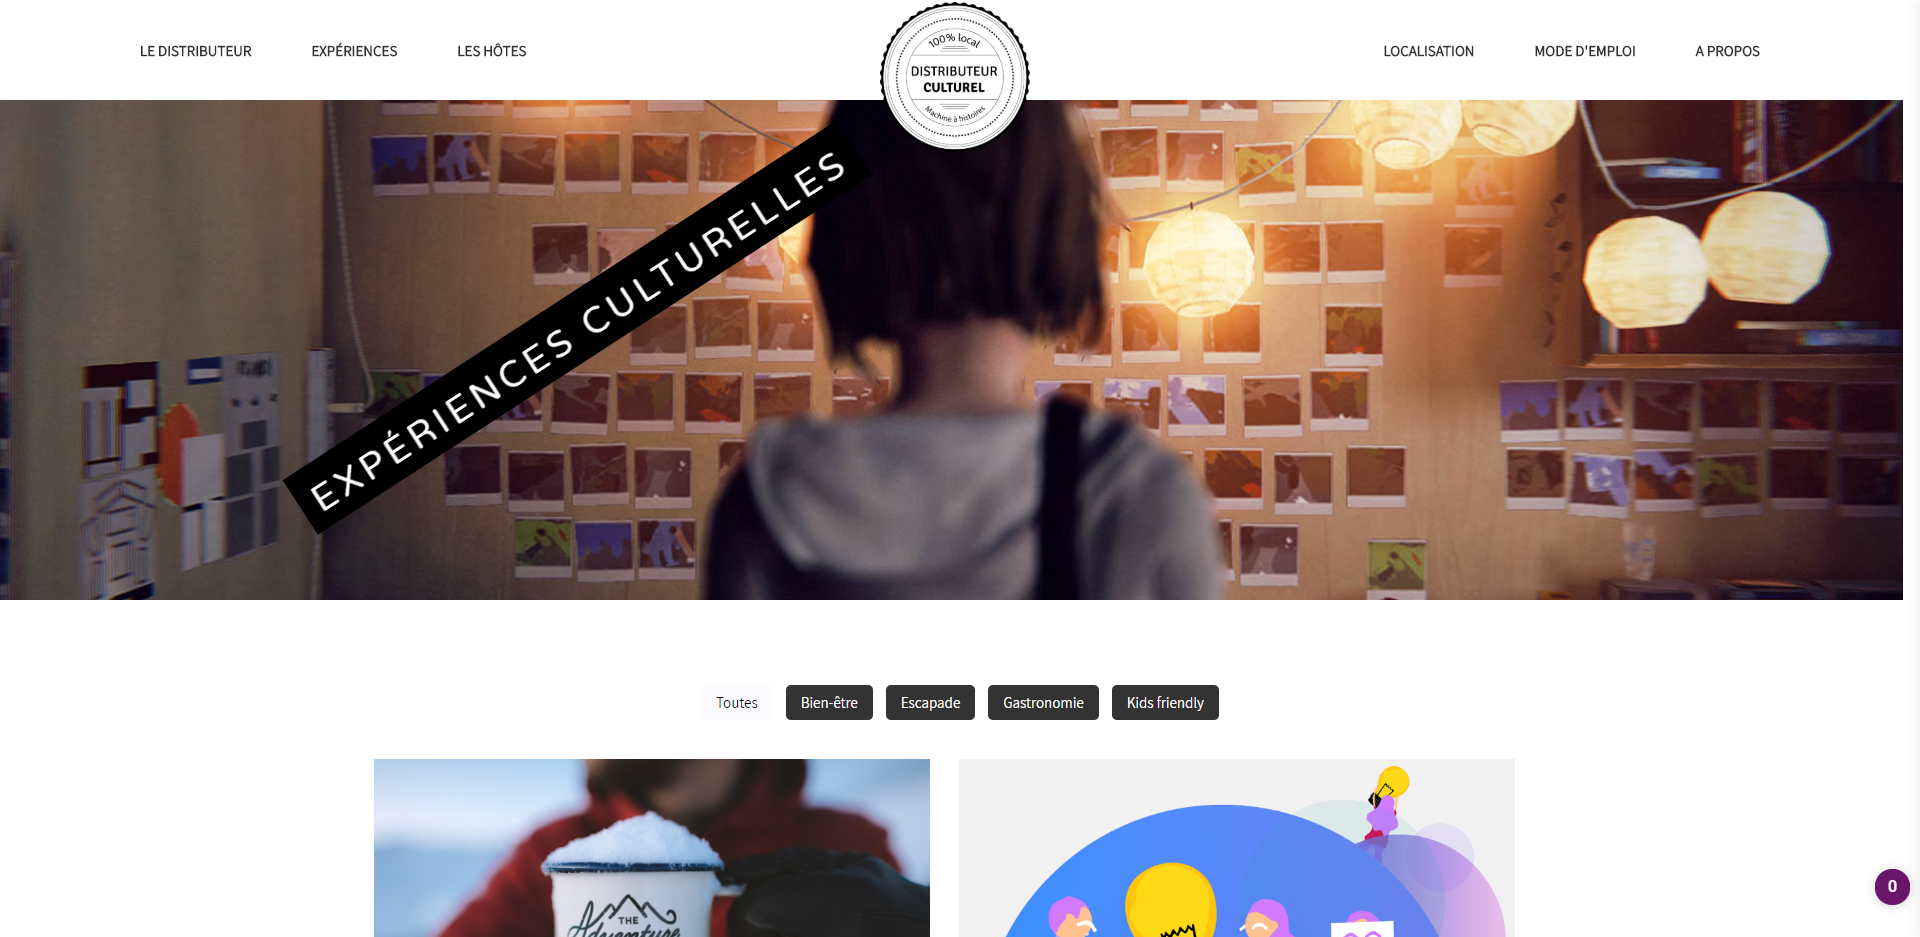 LE DISTRIBUTEUR
EXPÉRIENCES
LES HÔTES
100% local
DISTRIBUTEUR
CULTUREL
Machine à histoires
LOCALISATION
MODE D'EMPLOI
A PROPOS
EXPÉRIENCES CULTURELLES
Toutes
Bien-être
Escapade
Gastronomie
Kids friendly
THE
Adventure
0